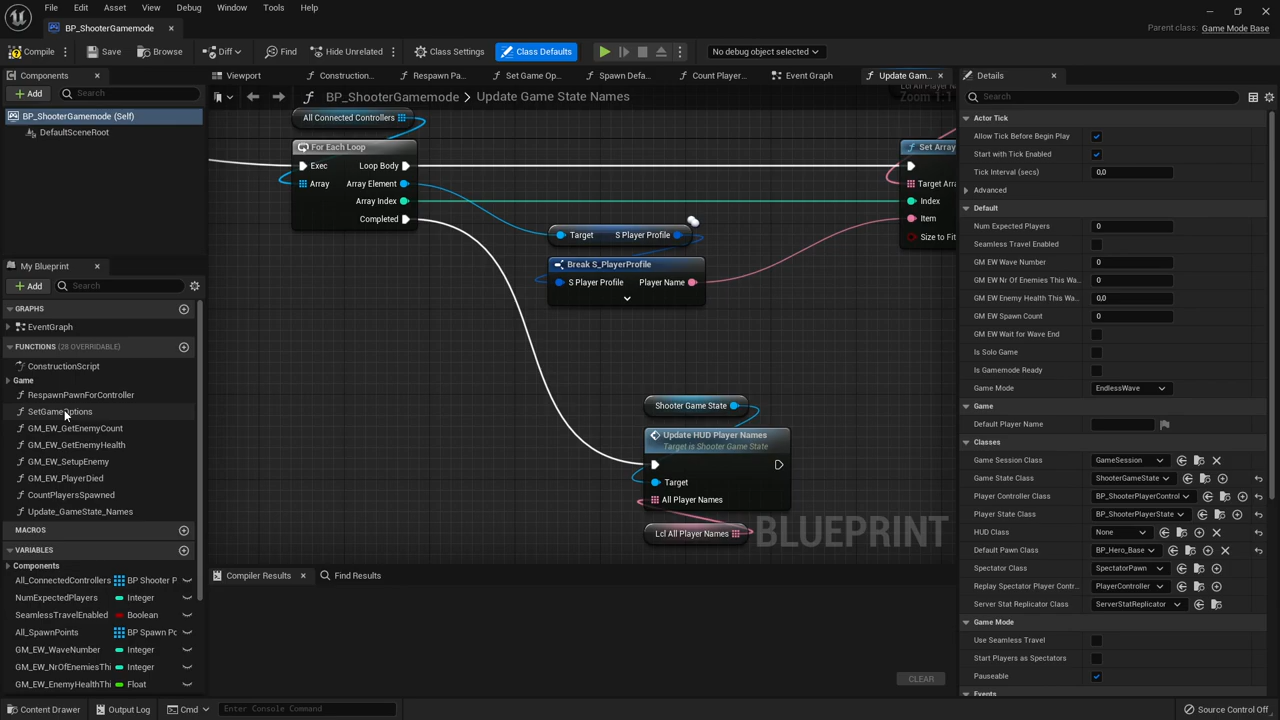 File Edit Asset View Debug Window Tools Help
BP_ShooterGamemode
Parent class: Game Mode Base
Compile Save Browse Diff Find Hide Unrelated Class Settings Class Defaults No debug object selected
Components
Add Search
BP_ShooterGamemode (Self)
DefaultSceneRoot
My Blueprint
Add Search
GRAPHS
EventGraph
FUNCTIONS (28 OVERRIDABLE)
ConstructionScript
Game
RespawnPawnForController
SetGameOptions
GM_EW_GetEnemyCount
GM_EW_GetEnemyHealth
GM_EW_SetupEnemy
GM_EW_PlayerDied
CountPlayersSpawned
Update_GameState_Names
MACROS
VARIABLES
Components
All_ConnectedControllers BP Shooter P
NumExpectedPlayers Integer
SeamlessTravelEnabled Boolean
All_SpawnPoints BP Spawn Pc
GM_EW_WaveNumber Integer
GM_EW_NrOfEnemiesThi Integer
GM_EW_EnemyHealthThi Float
Viewport Construction... Respawn Pa... Set Game Op... Spawn Defa... Count Player... Event Graph Update Gam...
BP_ShooterGamemode > Update Game State Names
Lcl All Player Nam
Zoom 1:1
All Connected Controllers
For Each Loop
Exec Loop Body
Array Array Element
Array Index
Completed
Target S Player Profile
Break S_PlayerProfile
S Player Profile Player Name
Set Array
Target Arra
Index
Item
Size to Fit
Shooter Game State
Update HUD Player Names
Target is Shooter Game State
Target
All Player Names
Lcl All Player Names
BLUEPRINT
Compiler Results Find Results
CLEAR
Details
Search
Actor Tick
Allow Tick Before Begin Play
Start with Tick Enabled
Tick Interval (secs) 0,0
Advanced
Default
Num Expected Players 0
Seamless Travel Enabled
GM EW Wave Number 0
GM EW Nr Of Enemies This Wa... 0
GM EW Enemy Health This Wa... 0,0
GM EW Spawn Count 0
GM EW Wait for Wave End
Is Solo Game
Is Gamemode Ready
Game Mode EndlessWave
Game
Default Player Name
Classes
Game Session Class GameSession
Game State Class ShooterGameState
Player Controller Class BP_ShooterPlayerControl
Player State Class BP_ShooterPlayerState
HUD Class None
Default Pawn Class BP_Hero_Base
Spectator Class SpectatorPawn
Replay Spectator Player Contr... PlayerController
Server Stat Replicator Class ServerStatReplicator
Game Mode
Use Seamless Travel
Start Players as Spectators
Pauseable
Events
Content Drawer Output Log Cmd Enter Console Command Source Control Off